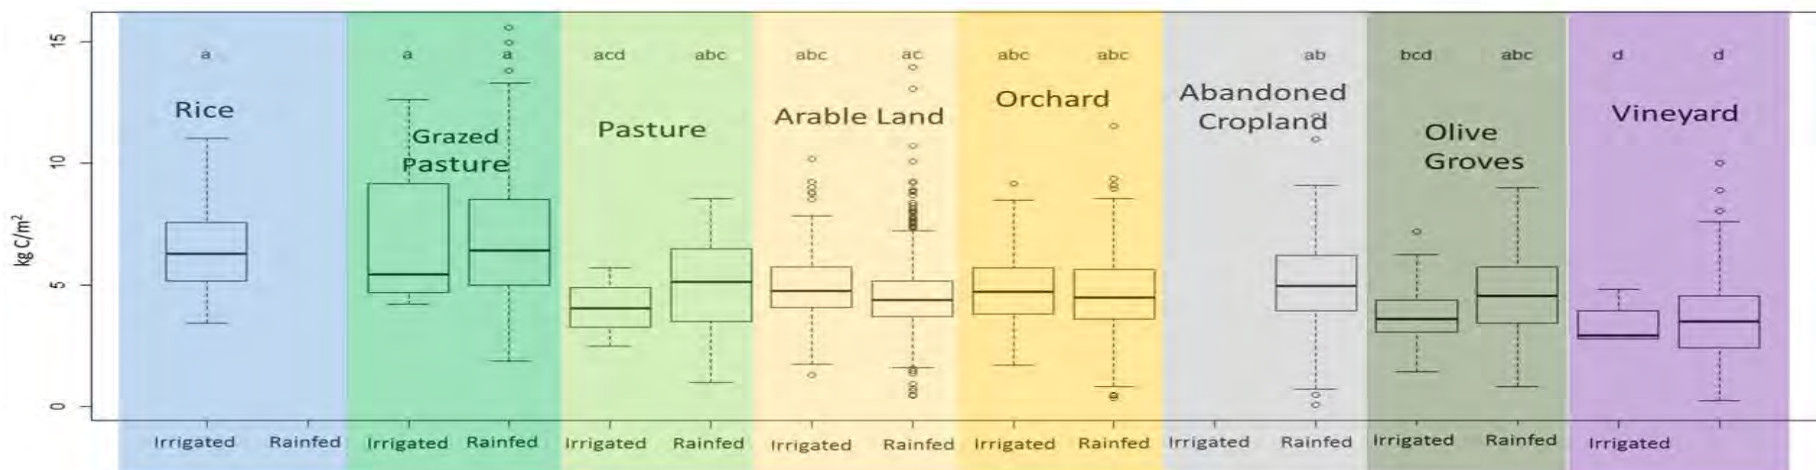 15
10
5
0
kg C/m²
a a a acd abc abc ac abc abc ab bcd abc d d
Rice
Grazed
Pasture
Pasture
Arable Land
Orchard
Abandoned
Cropland
Olive
Groves
Vineyard
Irrigated Rainfed Irrigated Rainfed Irrigated Rainfed Irrigated Rainfed Irrigated Rainfed Irrigated Rainfed Irrigated Rainfed Irrigated